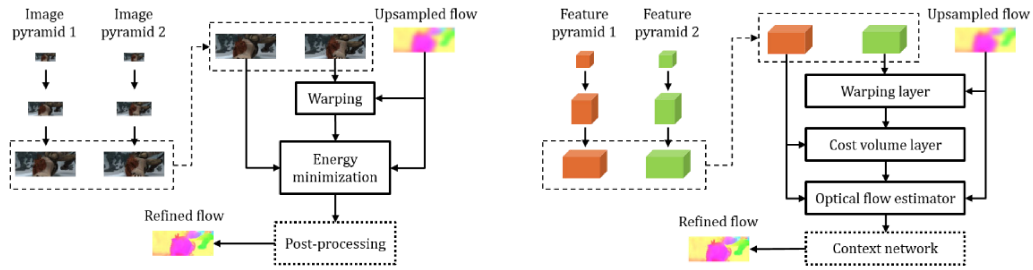 Image
pyramid 1
Image
pyramid 2
Upsampled flow
Warping
Energy
minimization
Refined flow
Post-processing
Feature
pyramid 1
Feature
pyramid 2
Upsampled flow
Warping layer
Cost volume layer
Optical flow estimator
Refined flow
Context network